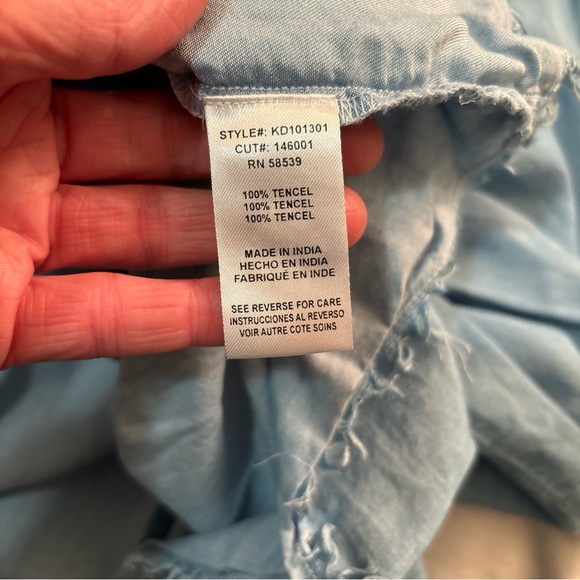 STYLE#: KD101301
CUT#: 146001
RN 58539
100% TENCEL
100% TENCEL
100% TENCEL
MADE IN INDIA
HECHO EN INDIA
FABRIQUÉ EN INDE
SEE REVERSE FOR CARE
INSTRUCCIONES AL REVERSO
VOIR AUTRE COTE SOINS